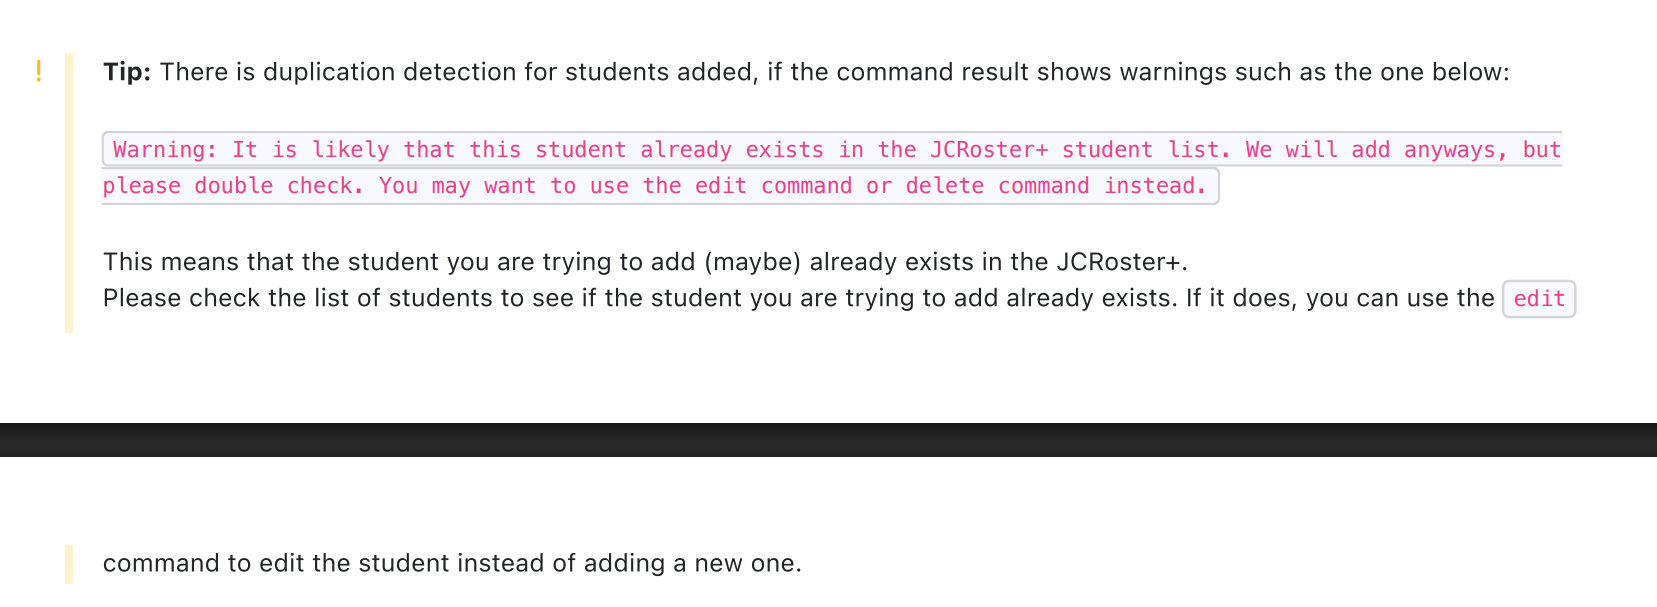 !
Tip: There is duplication detection for students added, if the command result shows warnings such as the one below:
Warning: It is likely that this student already exists in the JCRoster+ student list. We will add anyways, but
please double check. You may want to use the edit command or delete command instead.
This means that the student you are trying to add (maybe) already exists in the JCRoster+.
Please check the list of students to see if the student you are trying to add already exists. If it does, you can use the edit
command to edit the student instead of adding a new one.